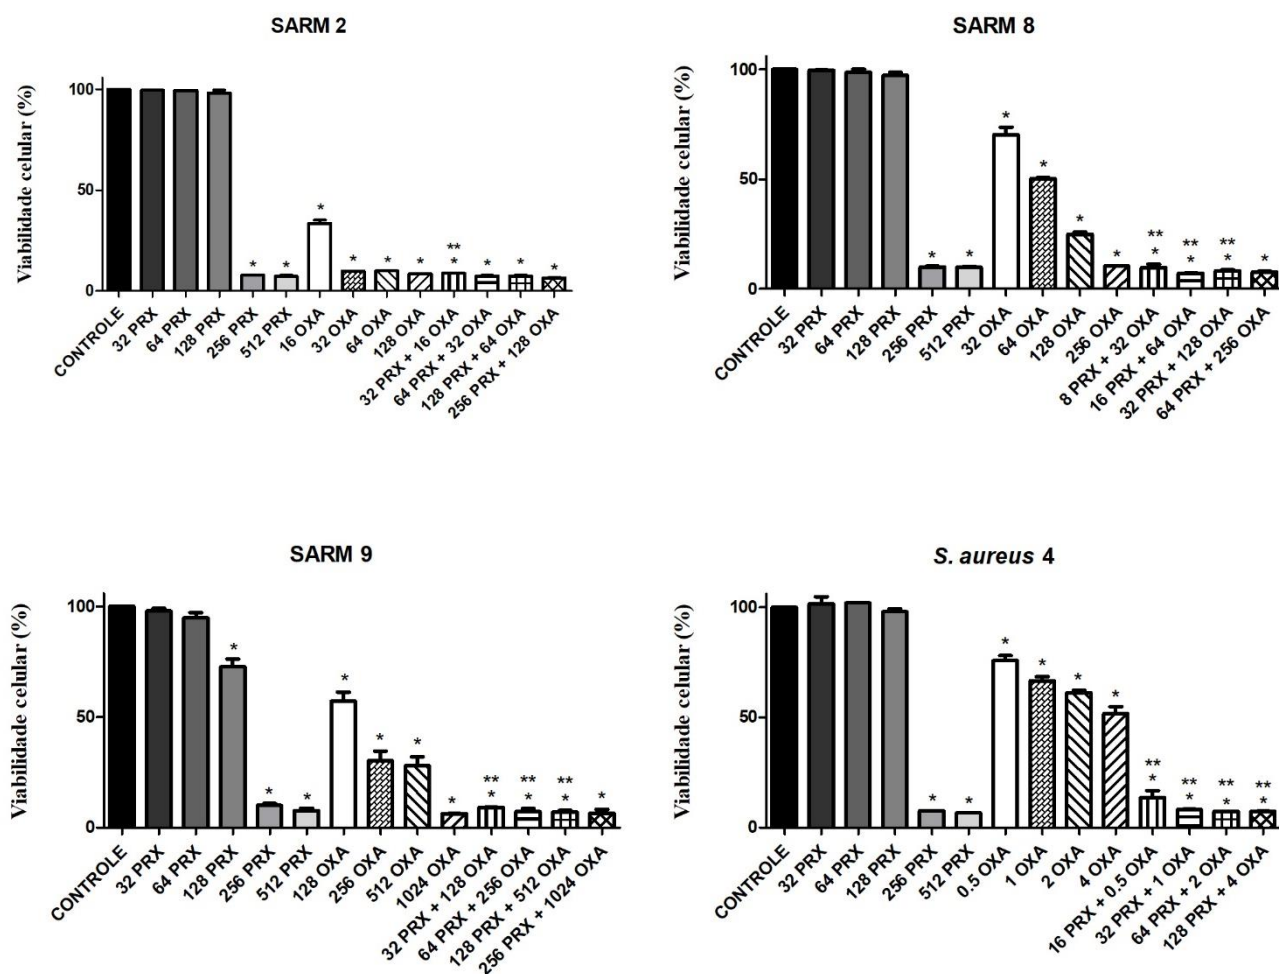 SARM 2
Viabilidade celular (%)
100
50
0
* * * * * * ** * * * *
CONTROLE
32 PRX
64 PRX
128 PRX
256 PRX
512 PRX
16 OXA
32 OXA
64 OXA
128 OXA
32 PRX + 16 OXA
64 PRX + 32 OXA
128 PRX + 64 OXA
256 PRX + 128 OXA
SARM 8
Viabilidade celular (%)
100
50
0
* * * * * * ** * ** * ** * *
CONTROLE
32 PRX
64 PRX
128 PRX
256 PRX
512 PRX
32 OXA
64 OXA
128 OXA
256 OXA
8 PRX + 32 OXA
16 PRX + 64 OXA
32 PRX + 128 OXA
64 PRX + 256 OXA
SARM 9
Viabilidade celular (%)
100
50
0
* * * * * * * ** * ** * ** * *
CONTROLE
32 PRX
64 PRX
128 PRX
256 PRX
512 PRX
128 OXA
256 OXA
512 OXA
1024 OXA
32 PRX + 128 OXA
64 PRX + 256 OXA
128 PRX + 512 OXA
256 PRX + 1024 OXA
S. aureus 4
Viabilidade celular (%)
100
50
0
* * * * * * ** * ** * ** * ** *
CONTROLE
32 PRX
64 PRX
128 PRX
256 PRX
512 PRX
0.5 OXA
1 OXA
2 OXA
4 OXA
16 PRX + 0.5 OXA
32 PRX + 1 OXA
64 PRX + 2 OXA
128 PRX + 4 OXA